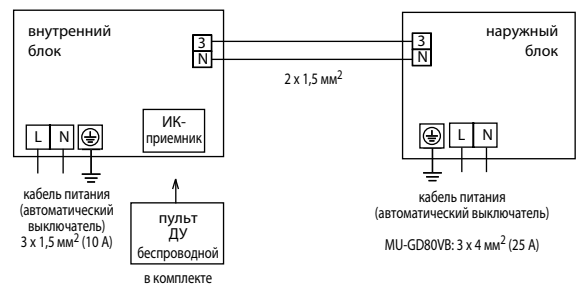 внутренний
блок
3
N
2 x 1,5 мм²
3
N
наружный
блок
ИК-
приемник
L N
L N
кабель питания
(автоматический
выключатель)
3 x 1,5 мм² (10 А)
пульт
ДУ
беспроводной
в комплекте
кабель питания
(автоматический выключатель)
MU-GD80VB: 3 x 4 мм² (25 А)